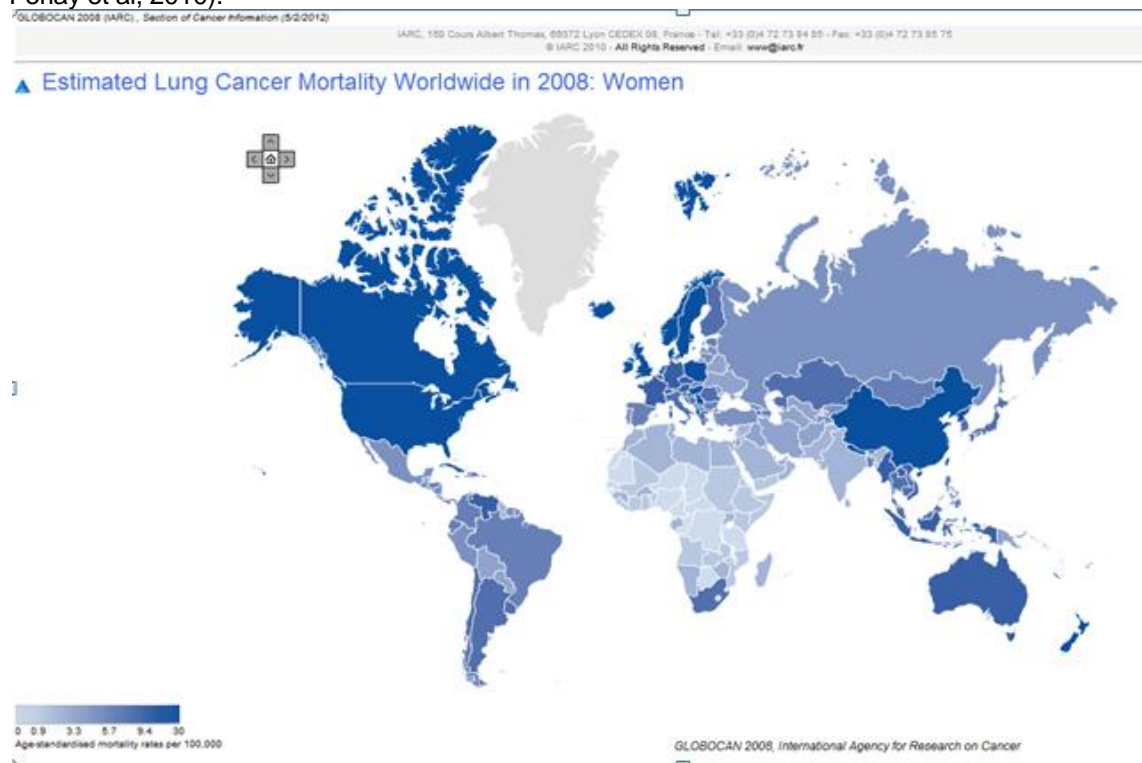 Ferlay et al, 2010).
GLOBOCAN 2008 (IARC) , Section of Cancer Information (5/2/2012)
IARC, 150 Cours Albert Thomas, 69372 Lyon CEDEX 08, France - Tel: +33 (0)4 72 73 84 85 - Fax: +33 (0)4 72 73 85 75
© IARC 2010 - All Rights Reserved - Email: www@iarc.fr
Estimated Lung Cancer Mortality Worldwide in 2008: Women
0 0.9 3.3 5.7 9.4 30
Age-standardised mortality rates per 100,000
GLOBOCAN 2008, International Agency for Research on Cancer